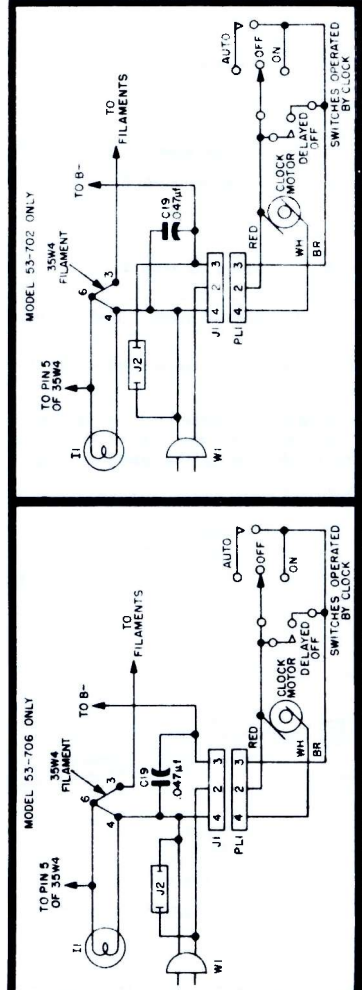 MODEL 53-702 ONLY
TO PIN 5
OF 35W4
35W4
FILAMENT
6
3
4
TO
FILAMENTS
TO B-
I1
C19
.047µf
J2
W1
4 2 3
J1
4 2 3
PL1
RED
WH
BR
CLOCK
MOTOR
DELAYED
OFF
AUTO
OFF
ON
SWITCHES OPERATED
BY CLOCK
MODEL 53-706 ONLY
TO PIN 5
OF 35W4
35W4
FILAMENT
6
3
4
TO
FILAMENTS
TO B-
I1
C19
.047µf
J2
W1
4 2 3
J1
4 2 3
PL1
RED
WH
BR
CLOCK
MOTOR
DELAYED
OFF
AUTO
OFF
ON
SWITCHES OPERATED
BY CLOCK